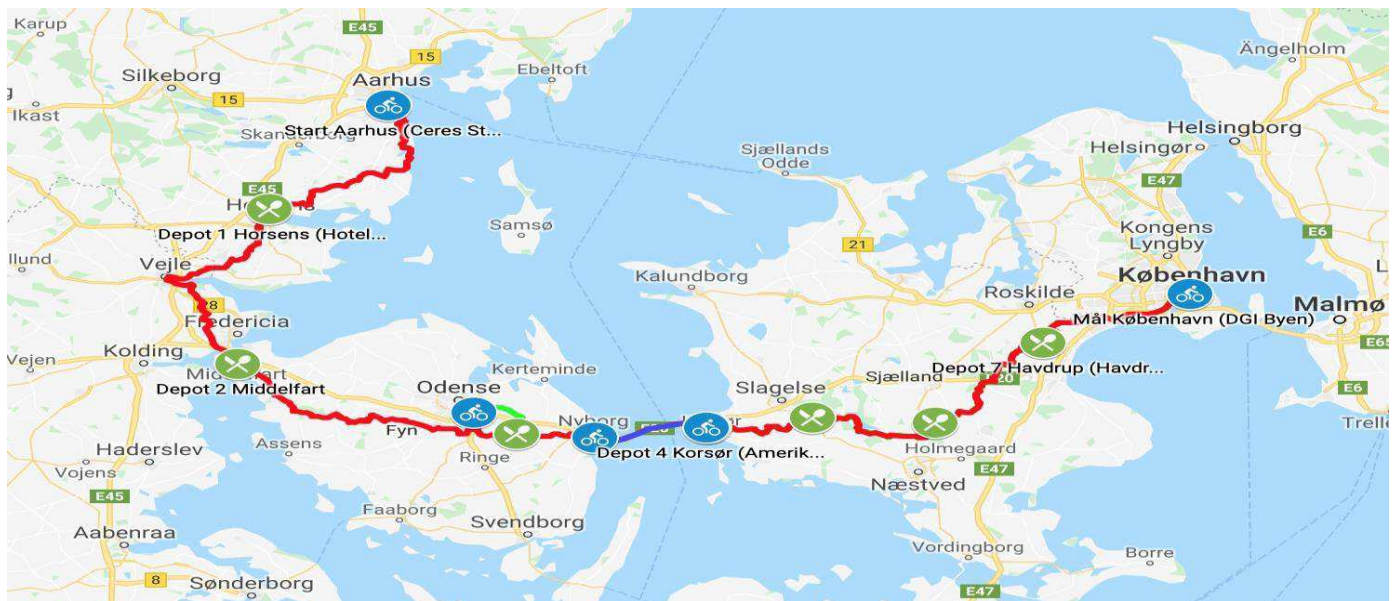 Karup
E45
15
Ängelholm
Silkeborg
Aarhus
Ebeltoft
Ikast
15
Start Aarhus (Ceres St...
Skanderborg
Sjællands
Odde
Helsingør
Helsingborg
E47
E45
Depot 1 Horsens (Hotel...
Samsø
Kongens
Lyngby
E6
21
Vejle
Kalundborg
Roskilde
København
Malmø
Mål København (DGI Byen)
28
Fredericia
E65
Vejen
Kolding
Depot 2 Middelfart
Kerteminde
Odense
Slagelse
Sjælland
Depot 7 Havdrup (Havdr...
E20
E6
Nyborg
Fyn
Depot 4 Korsør (Amerik...
Haderslev
Assens
Ringe
Holmegaard
Vojens
Næstved
E47
E45
Faaborg
Svendborg
Aabenraa
Vordingborg
Borre
8
Sønderborg
E47